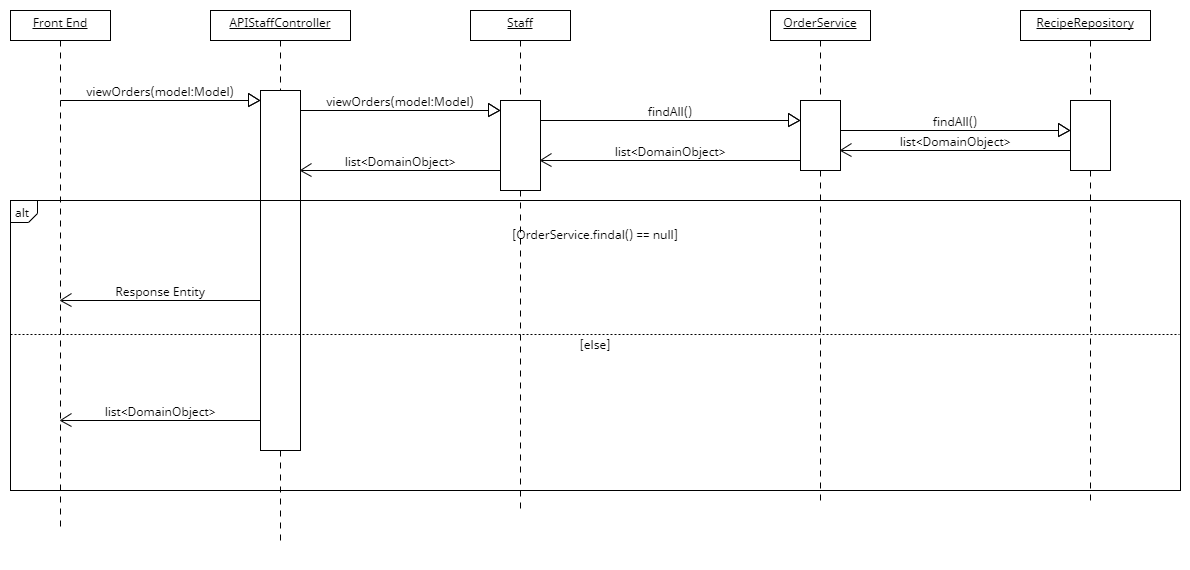 Front End
APIStaffController
Staff
OrderService
RecipeRepository
viewOrders(model:Model)
viewOrders(model:Model)
findAll()
findAll()
list<DomainObject>
list<DomainObject>
list<DomainObject>
alt
[OrderService.findal() == null]
Response Entity
[else]
list<DomainObject>